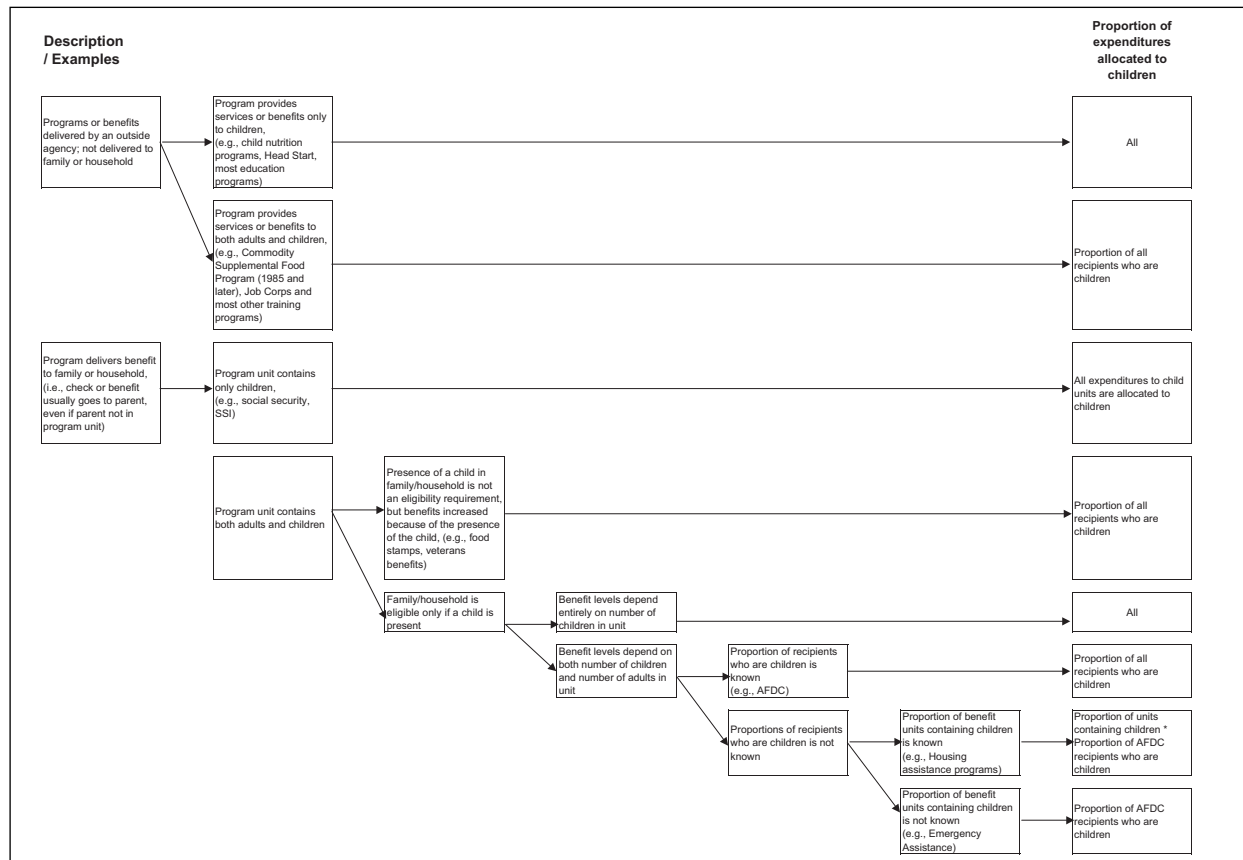 Description
/ Examples
Proportion of
expenditures
allocated to
children
Programs or benefits
delivered by an outside
agency; not delivered to
family or household
Program provides
services or benefits only
to children,
(e.g., child nutrition
programs, Head Start,
most education
programs)
All
Program provides
services or benefits to
both adults and children,
(e.g., Commodity
Supplemental Food
Program (1985 and
later), Job Corps and
most other training
programs)
Proportion of all
recipients who are
children
Program delivers benefit
to family or household,
(i.e., check or benefit
usually goes to parent,
even if parent not in
program unit)
Program unit contains
only children,
(e.g., social security,
SSI)
All expenditures to child
units are allocated to
children
Program unit contains
both adults and children
Presence of a child in
family/household is not
an eligibility requirement,
but benefits increased
because of the presence
of the child, (e.g., food
stamps, veterans
benefits)
Proportion of all
recipients who are
children
Family/household is
eligible only if a child is
present
Benefit levels depend
entirely on number of
children in unit
All
Benefit levels depend on
both number of children
and number of adults in
unit
Proportion of recipients
who are children is
known
(e.g., AFDC)
Proportion of all
recipients who are
children
Proportions of recipients
who are children is not
known
Proportion of benefit
units containing children
is known
(e.g., Housing
assistance programs)
Proportion of units
containing children *
Proportion of AFDC
recipients who are
children
Proportion of benefit
units containing children
is not known
(e.g., Emergency
Assistance)
Proportion of AFDC
recipients who are
children